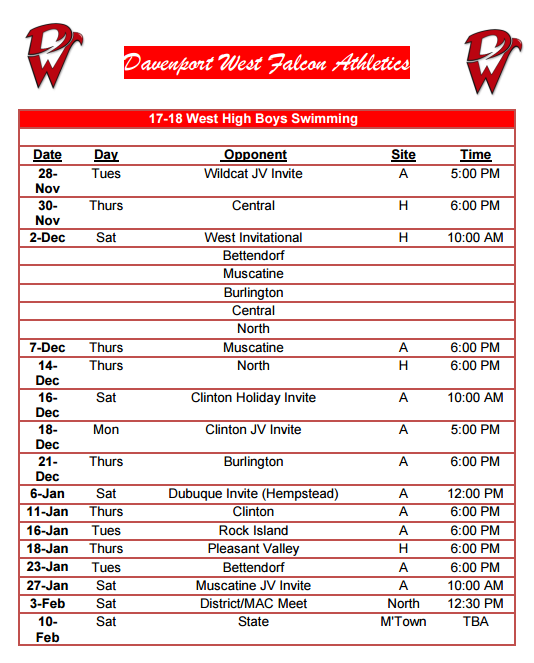 DW
DW
Davenport West Falcon Athletics
17-18 West High Boys Swimming
Date Day Opponent Site Time
28-Nov Tues Wildcat JV Invite A 5:00 PM
30-Nov Thurs Central H 6:00 PM
2-Dec Sat West Invitational H 10:00 AM
Bettendorf
Muscatine
Burlington
Central
North
7-Dec Thurs Muscatine A 6:00 PM
14-Dec Thurs North H 6:00 PM
16-Dec Sat Clinton Holiday Invite A 10:00 AM
18-Dec Mon Clinton JV Invite A 5:00 PM
21-Dec Thurs Burlington A 6:00 PM
6-Jan Sat Dubuque Invite (Hempstead) A 12:00 PM
11-Jan Thurs Clinton A 6:00 PM
16-Jan Tues Rock Island A 6:00 PM
18-Jan Thurs Pleasant Valley H 6:00 PM
23-Jan Tues Bettendorf A 6:00 PM
27-Jan Sat Muscatine JV Invite A 10:00 AM
3-Feb Sat District/MAC Meet North 12:30 PM
10-Feb Sat State M'Town TBA